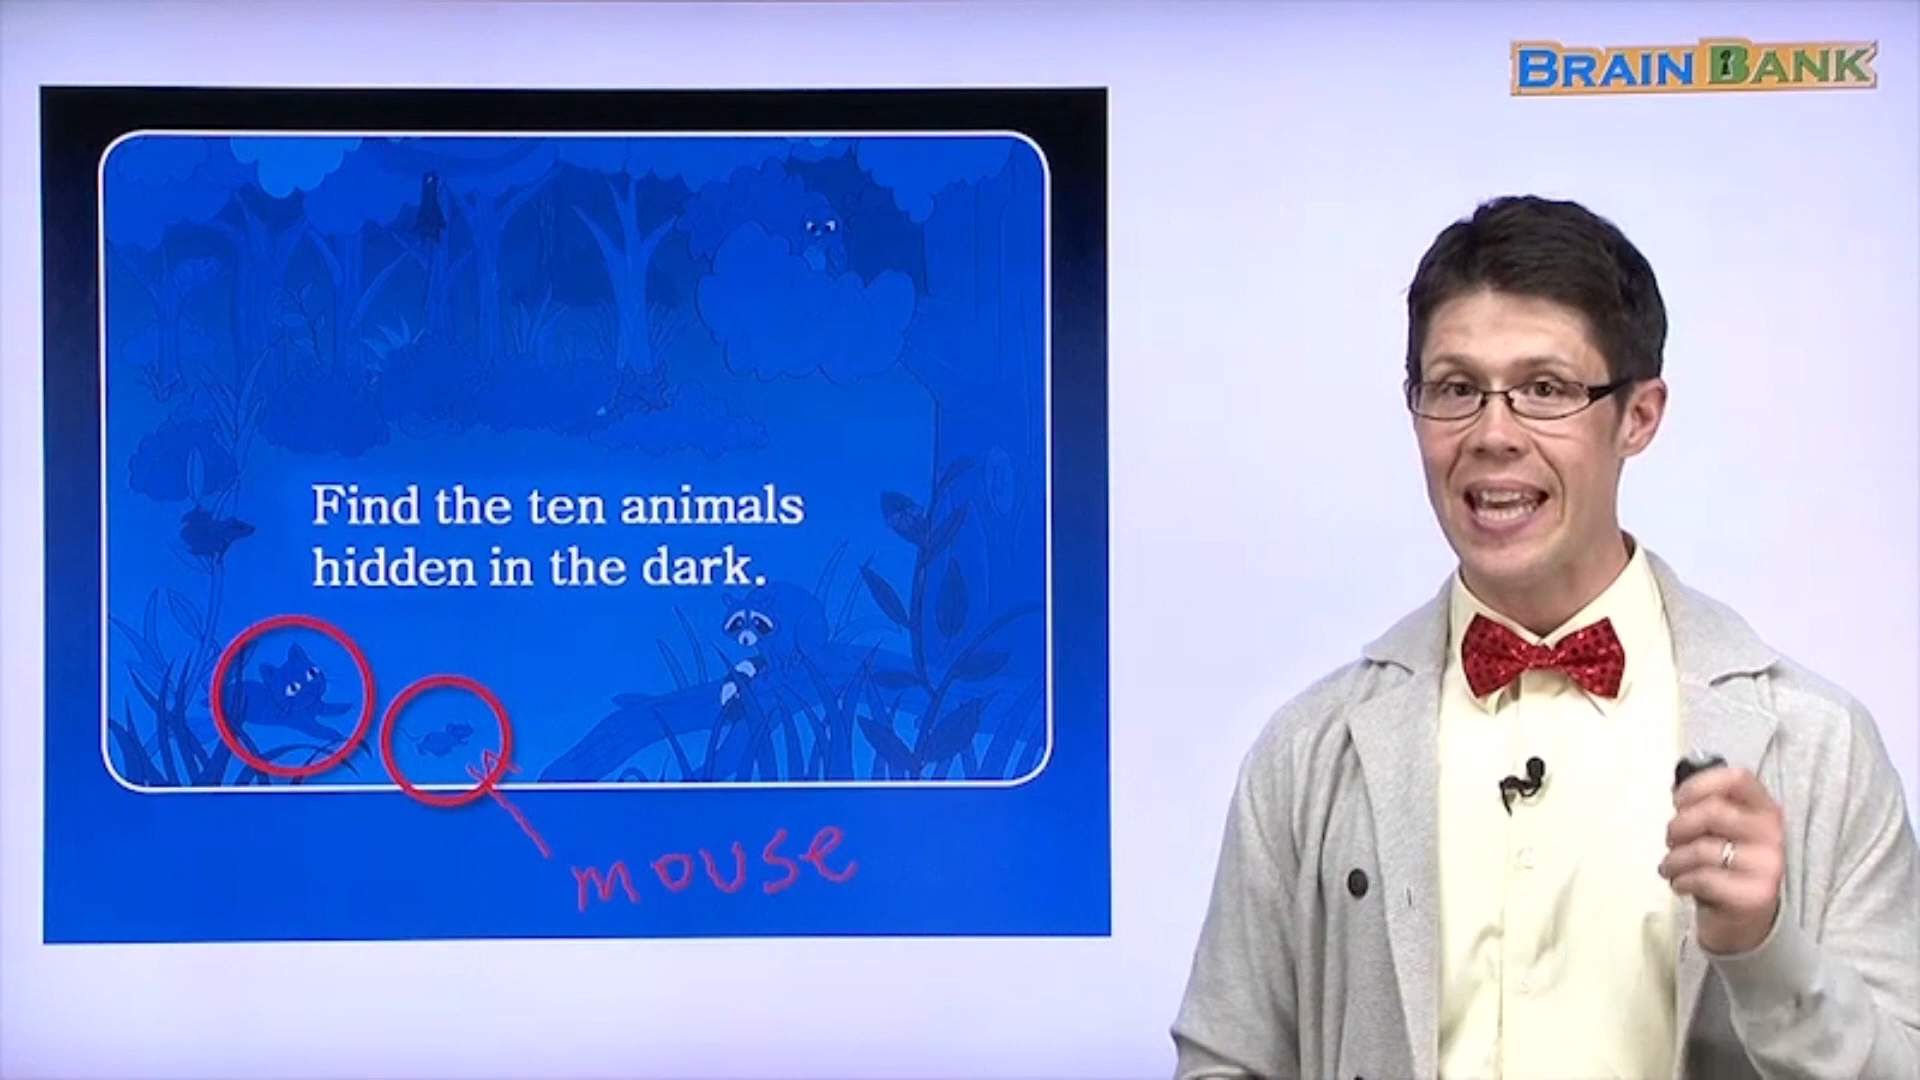 BRAIN BANK
Find the ten animals
hidden in the dark.
mouse